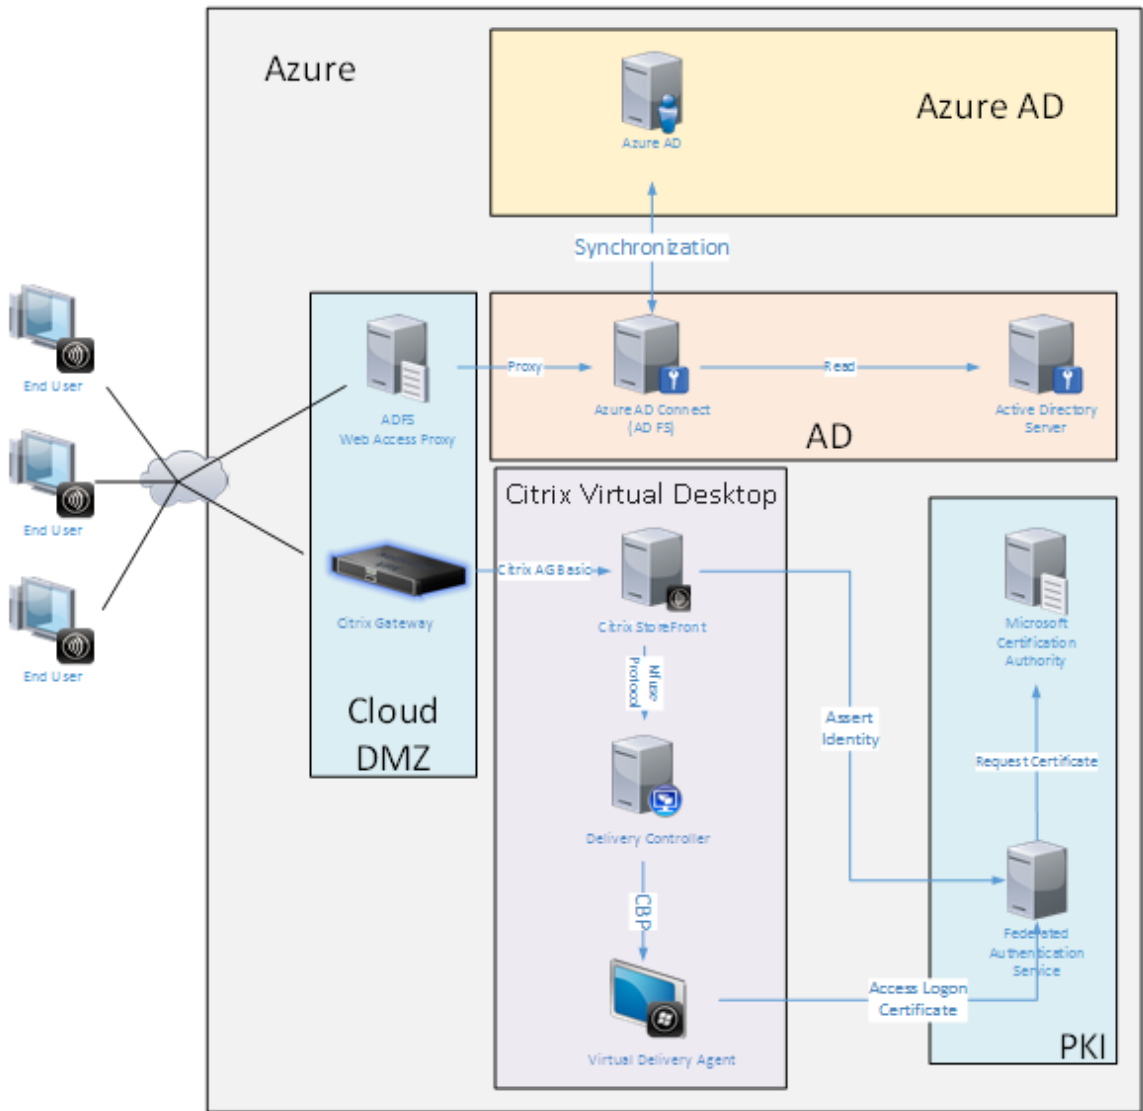 Azure
Azure AD
Azure AD
Synchronization
End User
End User
End User
ADFS
Web Access Proxy
Proxy
Azure AD Connect
(AD FS)
Read
Active Directory
Server
AD
Citrix Gateway
Cloud
DMZ
Citrix Virtual Desktop
Citrix AG Basic
Citrix StoreFront
Nfuse
Protocol
Delivery Controller
CBP
Virtual Delivery Agent
Assert
Identity
Access Logon
Certificate
Microsoft
Certification
Authority
Request Certificate
Federated
Authentication
Service
PKI